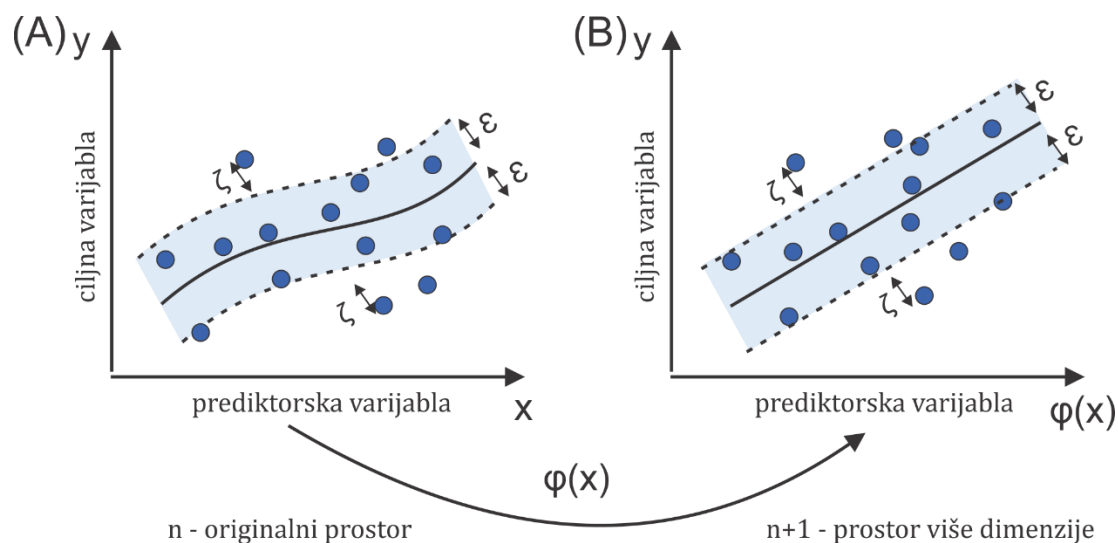 (A)
y
ciljna varijabla
ζ
ε
ε
ζ
prediktorska varijabla
x
(B)
y
ciljna varijabla
ζ
ε
ε
ζ
prediktorska varijabla
φ(x)
φ(x)
n - originalni prostor
n+1 - prostor više dimenzije